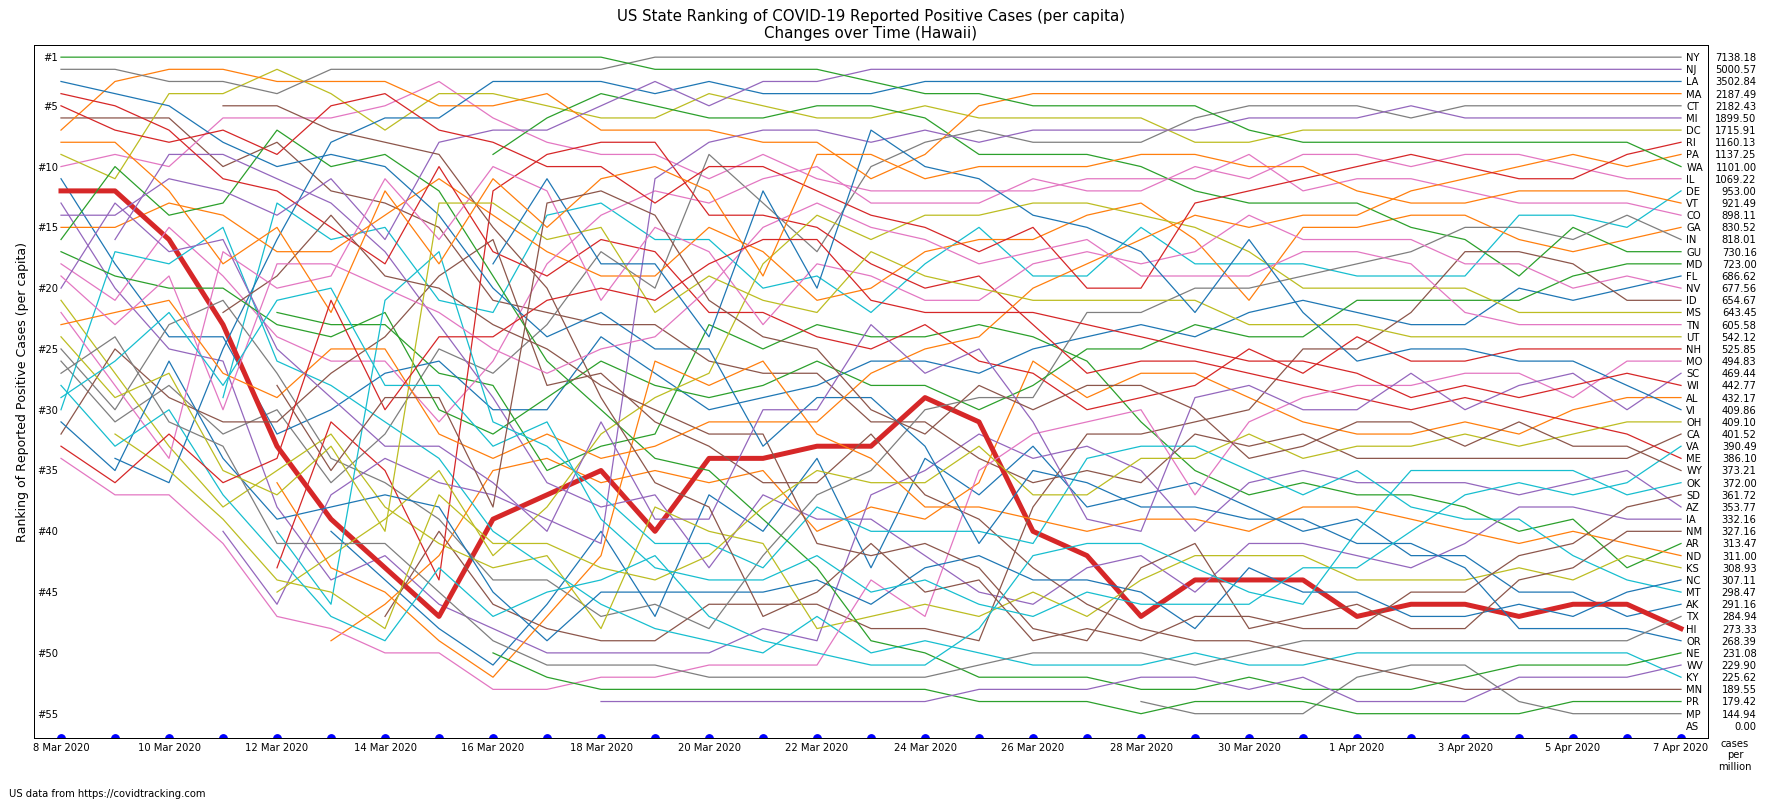 US State Ranking of COVID-19 Reported Positive Cases (per capita)
Changes over Time (Hawaii)
Ranking of Reported Positive Cases (per capita)
#1
#5
#10
#15
#20
#25
#30
#35
#40
#45
#50
#55
NY 7138.18
NJ 5000.57
LA 3502.84
MA 2187.49
CT 2182.43
MI 1899.50
DC 1715.91
RI 1160.13
PA 1137.25
WA 1101.00
IL 1069.22
DE 953.00
VT 921.49
CO 898.11
GA 830.52
IN 818.01
GU 730.16
MD 723.00
FL 686.62
NV 677.56
ID 654.67
MS 643.45
TN 605.58
UT 542.12
NH 525.85
MO 494.83
SC 469.44
WI 442.77
AL 432.17
VI 409.86
OH 409.10
CA 401.52
VA 390.49
ME 386.10
WY 373.21
OK 372.00
SD 361.72
AZ 353.77
IA 332.16
NM 327.16
AR 313.47
ND 311.00
KS 308.93
NC 307.11
MT 298.47
AK 291.16
TX 284.94
HI 273.33
OR 268.39
NE 231.08
WV 229.90
KY 225.62
MN 189.55
PR 179.42
MP 144.94
AS 0.00
8 Mar 2020 10 Mar 2020 12 Mar 2020 14 Mar 2020 16 Mar 2020 18 Mar 2020 20 Mar 2020 22 Mar 2020 24 Mar 2020 26 Mar 2020 28 Mar 2020 30 Mar 2020 1 Apr 2020 3 Apr 2020 5 Apr 2020 7 Apr 2020
cases
per
million
US data from https://covidtracking.com